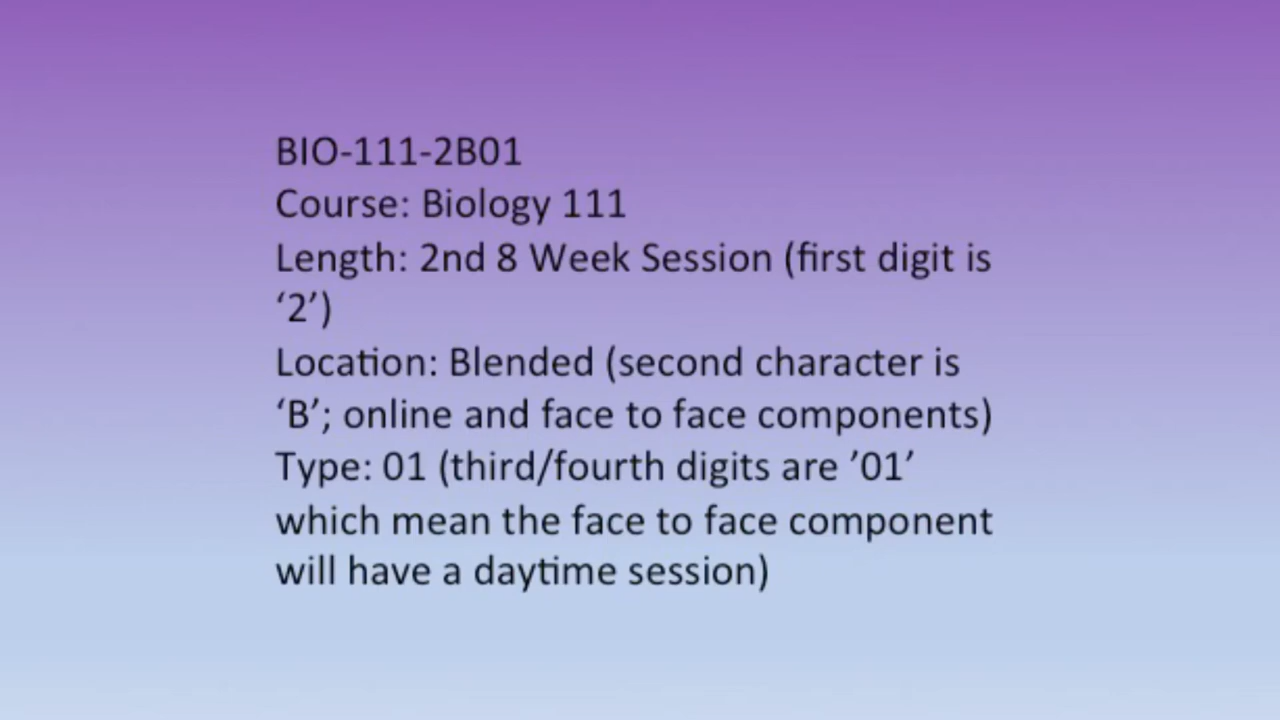 BIO-111-2B01
Course: Biology 111
Length: 2nd 8 Week Session (first digit is
‘2’)
Location: Blended (second character is
‘B’; online and face to face components)
Type: 01 (third/fourth digits are ’01’
which mean the face to face component
will have a daytime session)